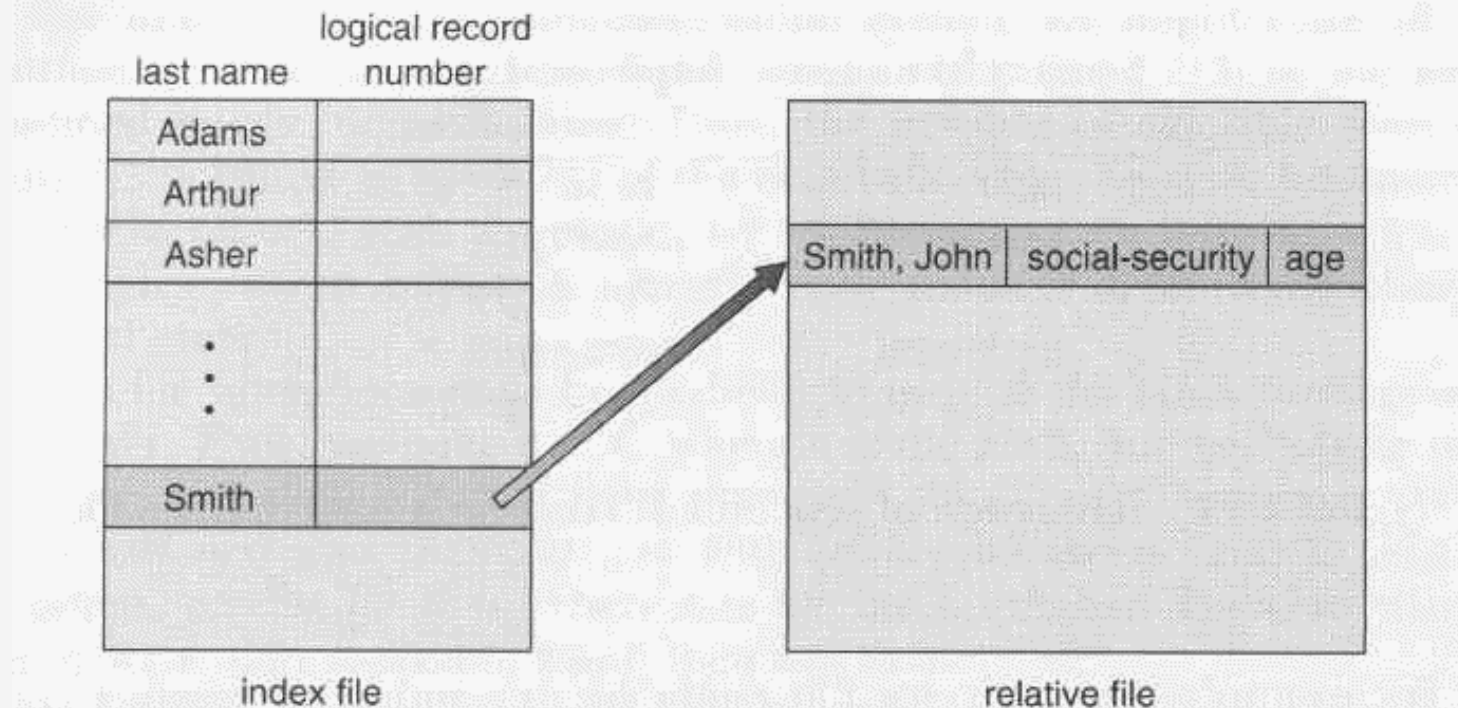 last name
logical record
number
Adams
Arthur
Asher
Smith
index file
Smith, John
social-security
age
relative file